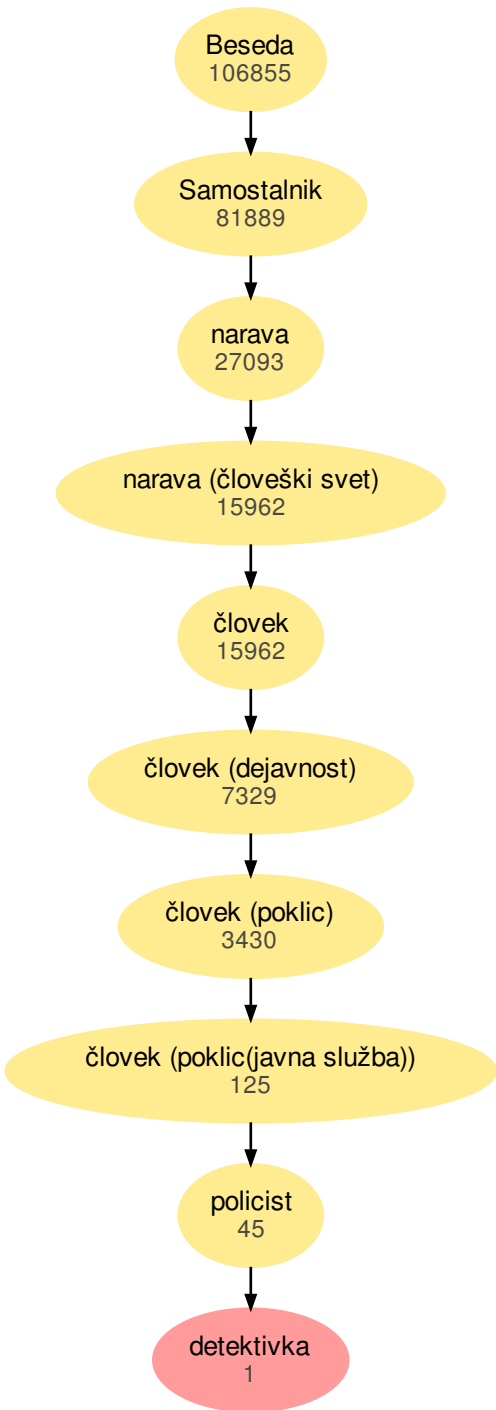 Beseda
106855
Samostalnik
81889
narava
27093
narava (človeški svet)
15962
človek
15962
človek (dejavnost)
7329
človek (poklic)
3430
človek (poklic(javna služba))
125
policist
45
detektivka
1